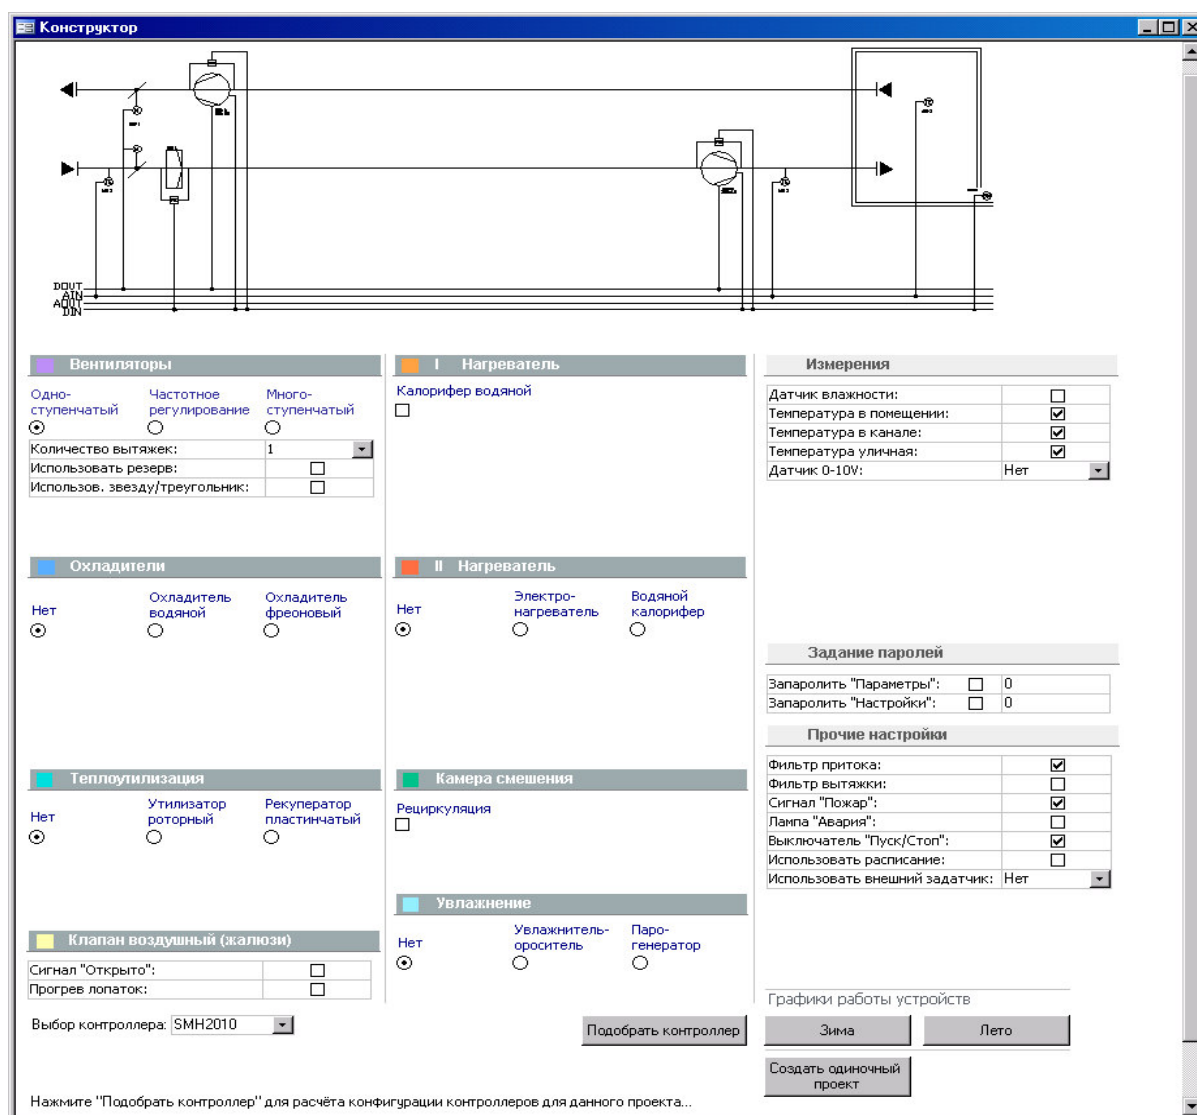 Конструктор
DOUT
AIN
AOUT
DIN
Вентиляторы
Одно-
ступенчатый
Частотное
регулирование
Много-
ступенчатый
Количество вытяжек: 1
Использовать резерв:
Использов. звезду/треугольник:
I Нагреватель
Калорифер водяной
Измерения
Датчик влажности:
Температура в помещении:
Температура в канале:
Температура уличная:
Датчик 0-10V: Нет
Охладители
Нет
Охладитель
водяной
Охладитель
фреоновый
II Нагреватель
Нет
Электро-
нагреватель
Водяной
калорифер
Задание паролей
Запаролить "Параметры": 0
Запаролить "Настройки": 0
Прочие настройки
Фильтр притока:
Фильтр вытяжки:
Сигнал "Пожар":
Лампа "Авария":
Выключатель "Пуск/Стоп":
Использовать расписание:
Использовать внешний задатчик: Нет
Теплоутилизация
Нет
Утилизатор
роторный
Рекуператор
пластинчатый
Камера смешения
Рециркуляция
Увлажнение
Нет
Увлажнитель-
ороситель
Паро-
генератор
Клапан воздушный (жалюзи)
Сигнал "Открыто":
Прогрев лопаток:
Выбор контроллера: SMH2010
Подобрать контроллер
Графики работы устройств
Зима
Лето
Создать одиночный
проект
Нажмите "Подобрать контроллер" для расчёта конфигурации контроллеров для данного проекта...